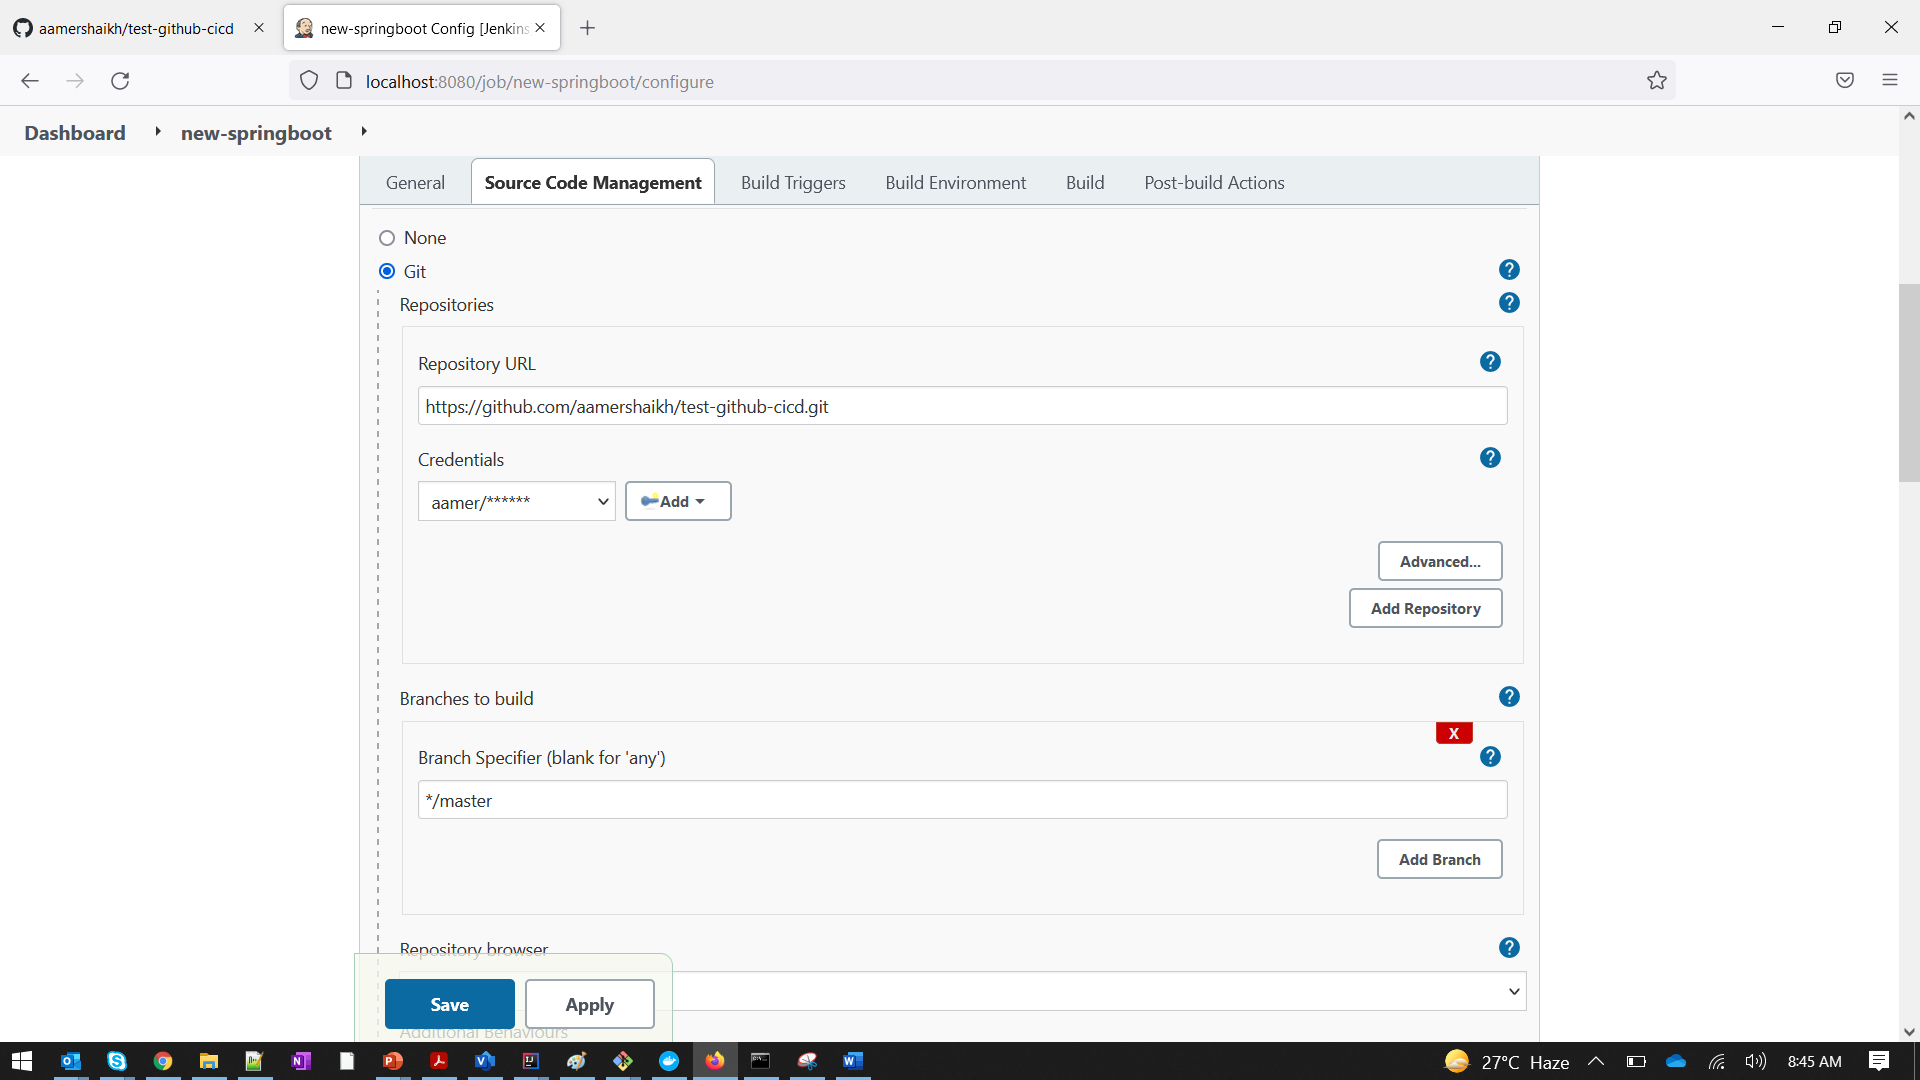 aamershaikh/test-github-cicd
new-springboot Config [Jenkins
localhost:8080/job/new-springboot/configure
Dashboard new-springboot
General Source Code Management Build Triggers Build Environment Build Post-build Actions
None
Git
?
Repositories
?
Repository URL
?
https://github.com/aamershaikh/test-github-cicd.git
Credentials
?
aamer/******
Add
Advanced...
Add Repository
Branches to build
?
X
Branch Specifier (blank for 'any')
?
*/master
Add Branch
Repository browser
?
Save Apply
Additional Behaviours
27°C Haze
8:45 AM